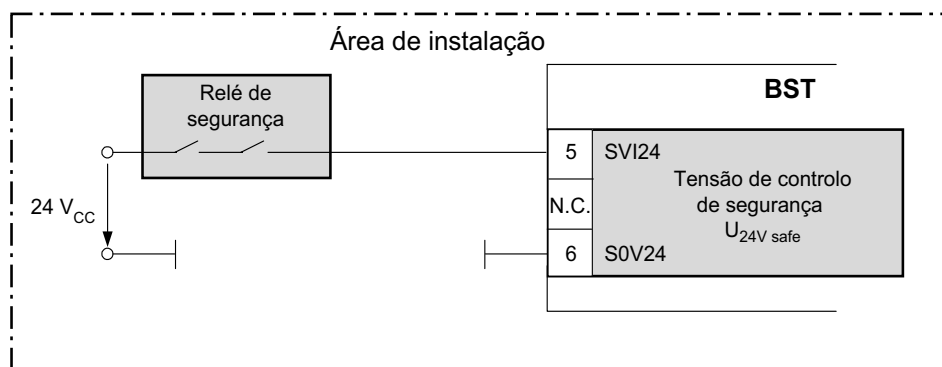 Área de instalação
BST
Relé de
segurança
5 SVI24
Tensão de controlo
N.C.
de segurança
24 VCC
U24V safe
6 S0V24